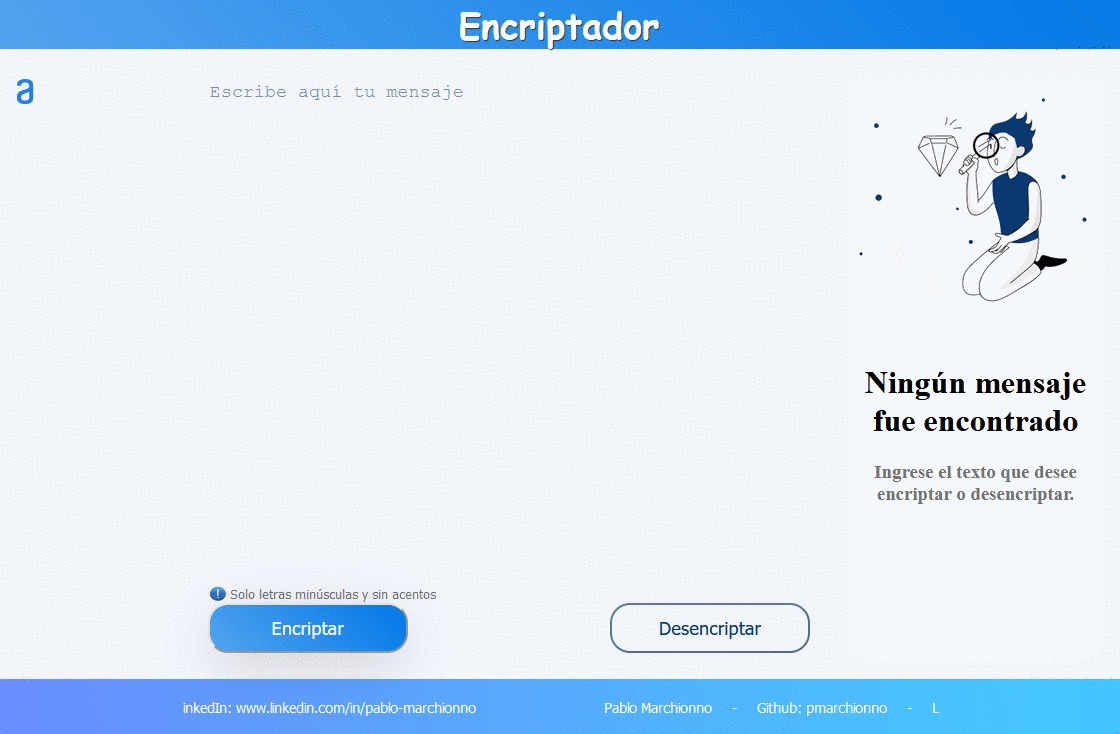 Encriptador
a
Escribe aquí tu mensaje
Ningún mensaje
fue encontrado
Ingrese el texto que desee
encriptar o desencriptar.
! Solo letras minúsculas y sin acentos
Encriptar
Desencriptar
inkedIn: www.linkedin.com/in/pablo-marchionno
Pablo Marchionno - Github: pmarchionno - L